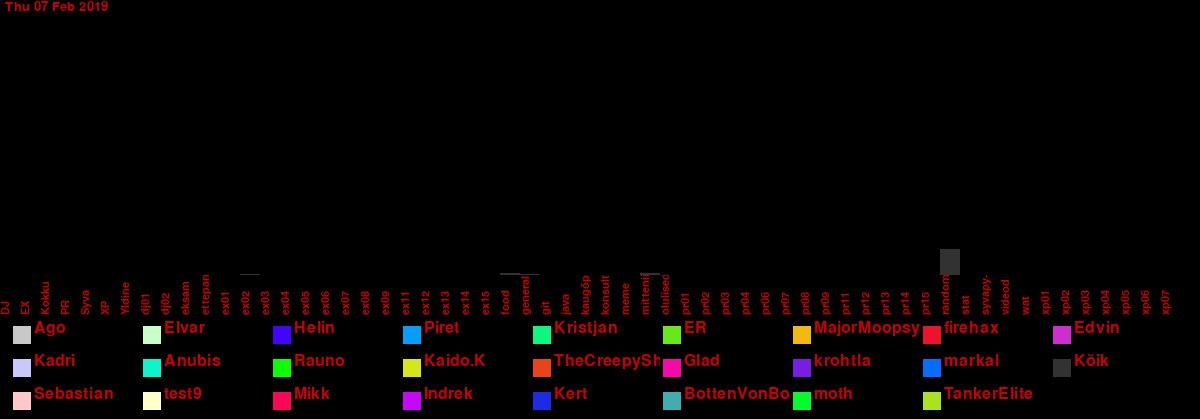 Thu 07 Feb 2019
DJ EX Kokku PR Syva XP Yldine dj01 dj02 eksam ettepan ex01 ex02 ex03 ex04 ex05 ex06 ex07 ex08 ex09 ex11 ex12 ex13 ex14 ex15 food general git java kaugõp konsult meme mitteniil olulised pr01 pr02 pr03 pr04 pr06 pr07 pr08 pr09 pr11 pr12 pr13 pr14 pr15 random stat syvapy- videod wat xp01 xp02 xp03 xp04 xp05 xp06 xp07
Ago Elvar Helin Piret Kristjan ER MajorMoopsy firehax Edvin
Kadri Anubis Rauno Kaido.K TheCreepySh Glad krohtla markal Kõik
Sebastian test9 Mikk Indrek Kert BottenVonBo moth TankerElite